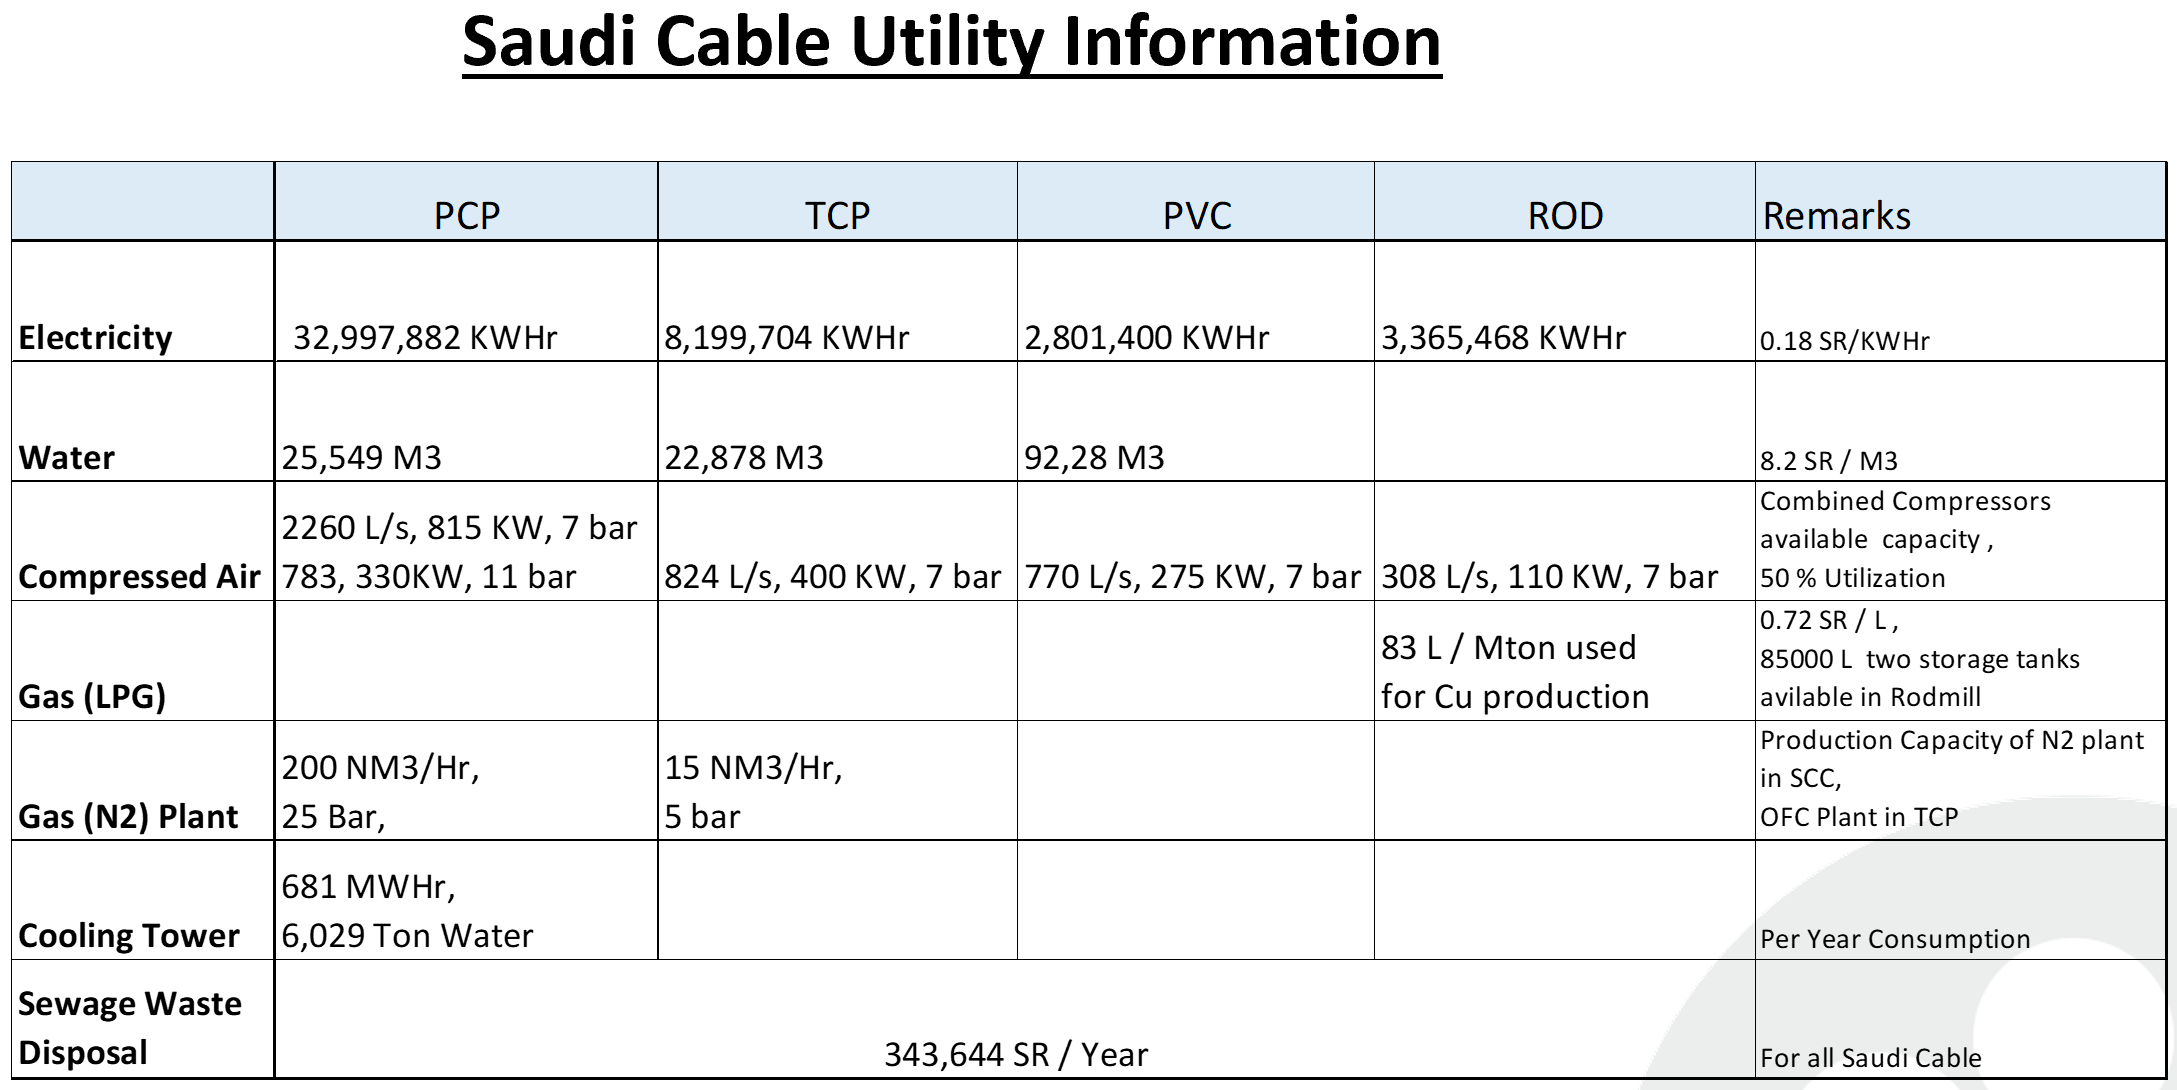 Saudi Cable Utility Information
PCP TCP PVC ROD Remarks
Electricity 32,997,882 KWHr 8,199,704 KWHr 2,801,400 KWHr 3,365,468 KWHr 0.18 SR/KWHr
Water 25,549 M3 22,878 M3 92,28 M3 8.2 SR / M3
Compressed Air
2260 L/s, 815 KW, 7 bar
783, 330KW, 11 bar
824 L/s, 400 KW, 7 bar
770 L/s, 275 KW, 7 bar
308 L/s, 110 KW, 7 bar
Combined Compressors
available capacity ,
50 % Utilization
Gas (LPG)
83 L / Mton used
for Cu production
0.72 SR / L ,
85000 L two storage tanks
avilable in Rodmill
Gas (N2) Plant
200 NM3/Hr,
25 Bar,
15 NM3/Hr,
5 bar
Production Capacity of N2 plant
in SCC,
OFC Plant in TCP
Cooling Tower
681 MWHr,
6,029 Ton Water
Per Year Consumption
Sewage Waste
Disposal
343,644 SR / Year
For all Saudi Cable